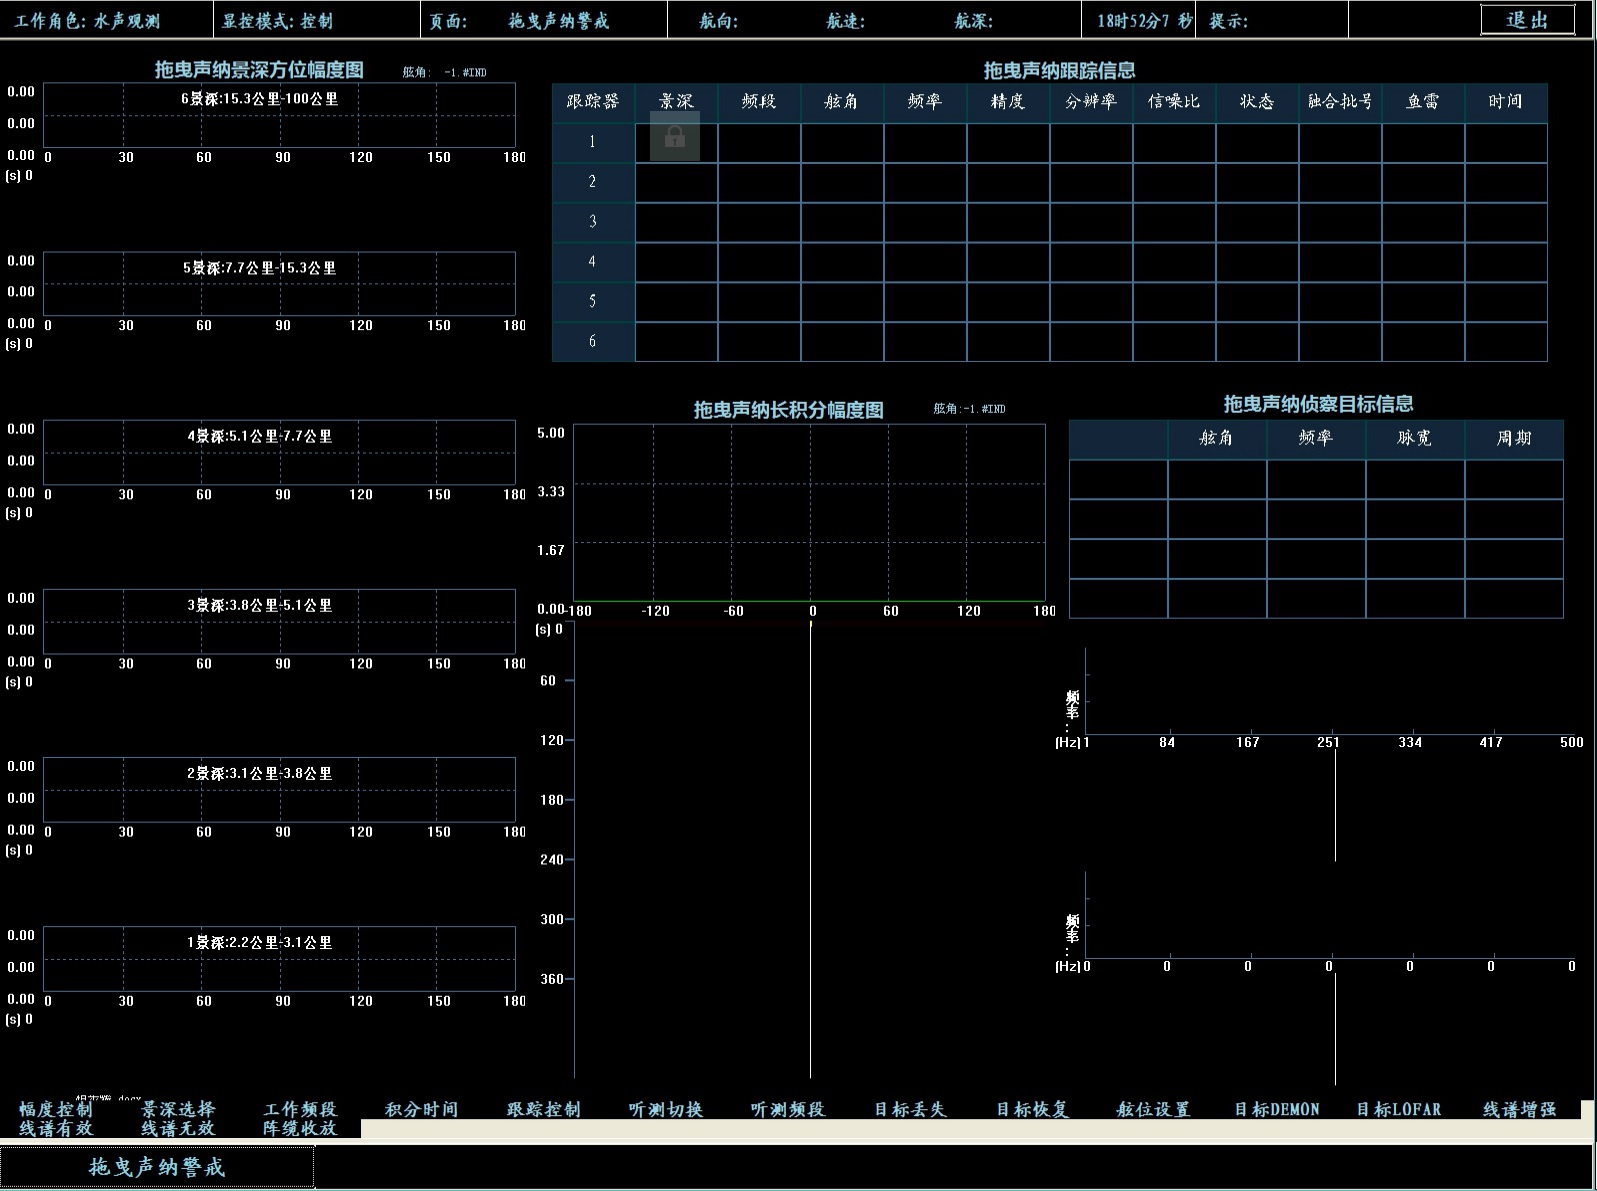 工作角色: 水声观测 显控模式: 控制 页面: 拖曳声纳警戒 航向: 航速: 航深: 18时52分7 秒 提示: 退出
拖曳声纳景深方位幅度图 舷角: -1.#IND
0.00 6景深:15.3公里-100公里
0.00
0.00 0 30 60 90 120 150 180
(s) 0
0.00 5景深:7.7公里-15.3公里
0.00
0.00 0 30 60 90 120 150 180
(s) 0
0.00 4景深:5.1公里-7.7公里
0.00
0.00 0 30 60 90 120 150 180
(s) 0
0.00 3景深:3.8公里-5.1公里
0.00
0.00 0 30 60 90 120 150 180
(s) 0
0.00 2景深:3.1公里-3.8公里
0.00
0.00 0 30 60 90 120 150 180
(s) 0
0.00 1景深:2.2公里-3.1公里
0.00
0.00 0 30 60 90 120 150 180
(s) 0
拖曳声纳跟踪信息
跟踪器 景深 频段 舷角 频率 精度 分辨率 信噪比 状态 融合批号 鱼雷 时间
1
2
3
4
5
6
拖曳声纳长积分幅度图 舷角:-1.#IND
5.00
3.33
1.67
0.00 -180 -120 -60 0 60 120 180
(s) 0
60
120
180
240
300
360
拖曳声纳侦察目标信息
舷角 频率 脉宽 周期
频率:
(Hz) 1 84 167 251 334 417 500
频率:
(Hz) 0 0 0 0 0 0 0
幅度控制 景深选择 工作频段 积分时间 跟踪控制 听测切换 听测频段 目标丢失 目标恢复 舷位设置 目标DEMON 目标LOFAR 线谱增强
线谱有效 线谱无效 阵缆收放
拖曳声纳警戒